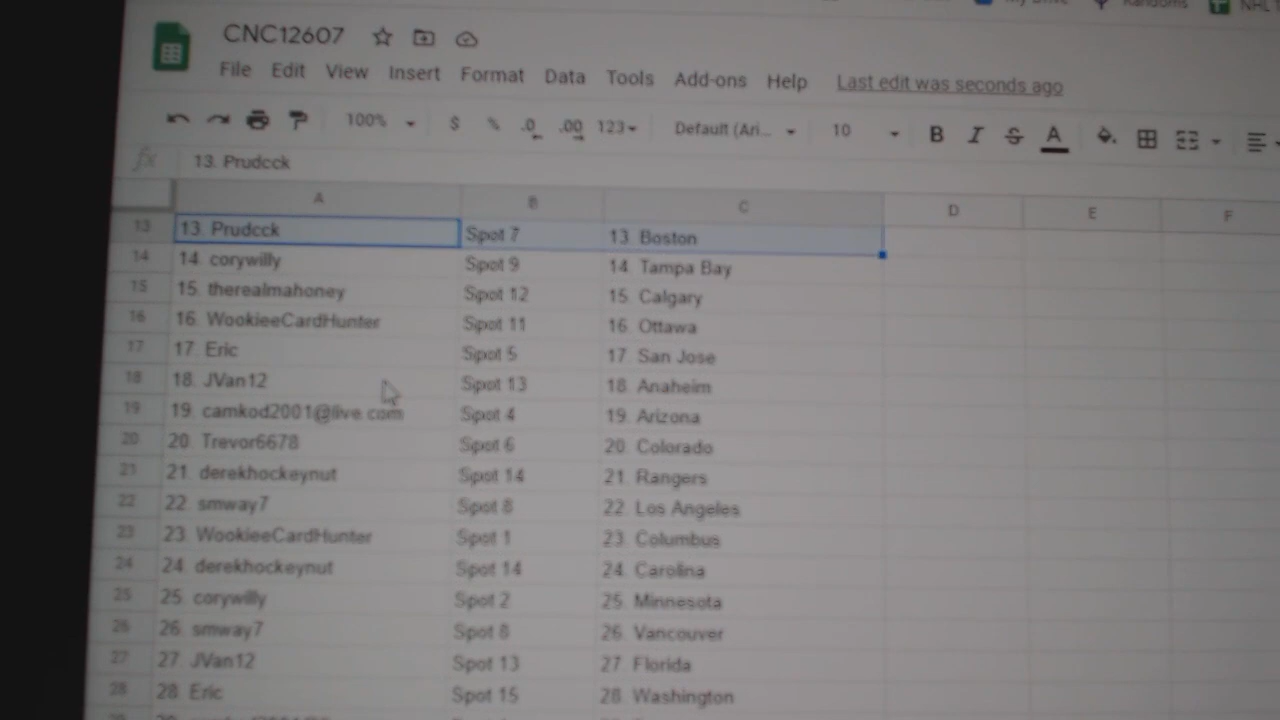 My Drive Randoms NHL
CNC12607
File Edit View Insert Format Data Tools Add-ons Help Last edit was seconds ago
100% $ % .0 .00 123 Default (Ari... 10 B I S A
fx 13. Prudcck
A B C D E F
13 13. Prudcck Spot 7 13. Boston
14 14. corywilly Spot 9 14. Tampa Bay
15 15. therealmahoney Spot 12 15. Calgary
16 16. WookieeCardHunter Spot 11 16. Ottawa
17 17. Eric Spot 5 17. San Jose
18 18. JVan12 Spot 13 18. Anaheim
19 19. camkod2001@live.com Spot 4 19. Arizona
20 20. Trevor6678 Spot 6 20. Colorado
21 21. derekhockeynut Spot 14 21. Rangers
22 22. smway7 Spot 8 22. Los Angeles
23 23. WookieeCardHunter Spot 1 23. Columbus
24 24. derekhockeynut Spot 14 24. Carolina
25 25. corywilly Spot 2 25. Minnesota
26 26. smway7 Spot 8 26. Vancouver
27 27. JVan12 Spot 13 27. Florida
28 28. Eric Spot 15 28. Washington